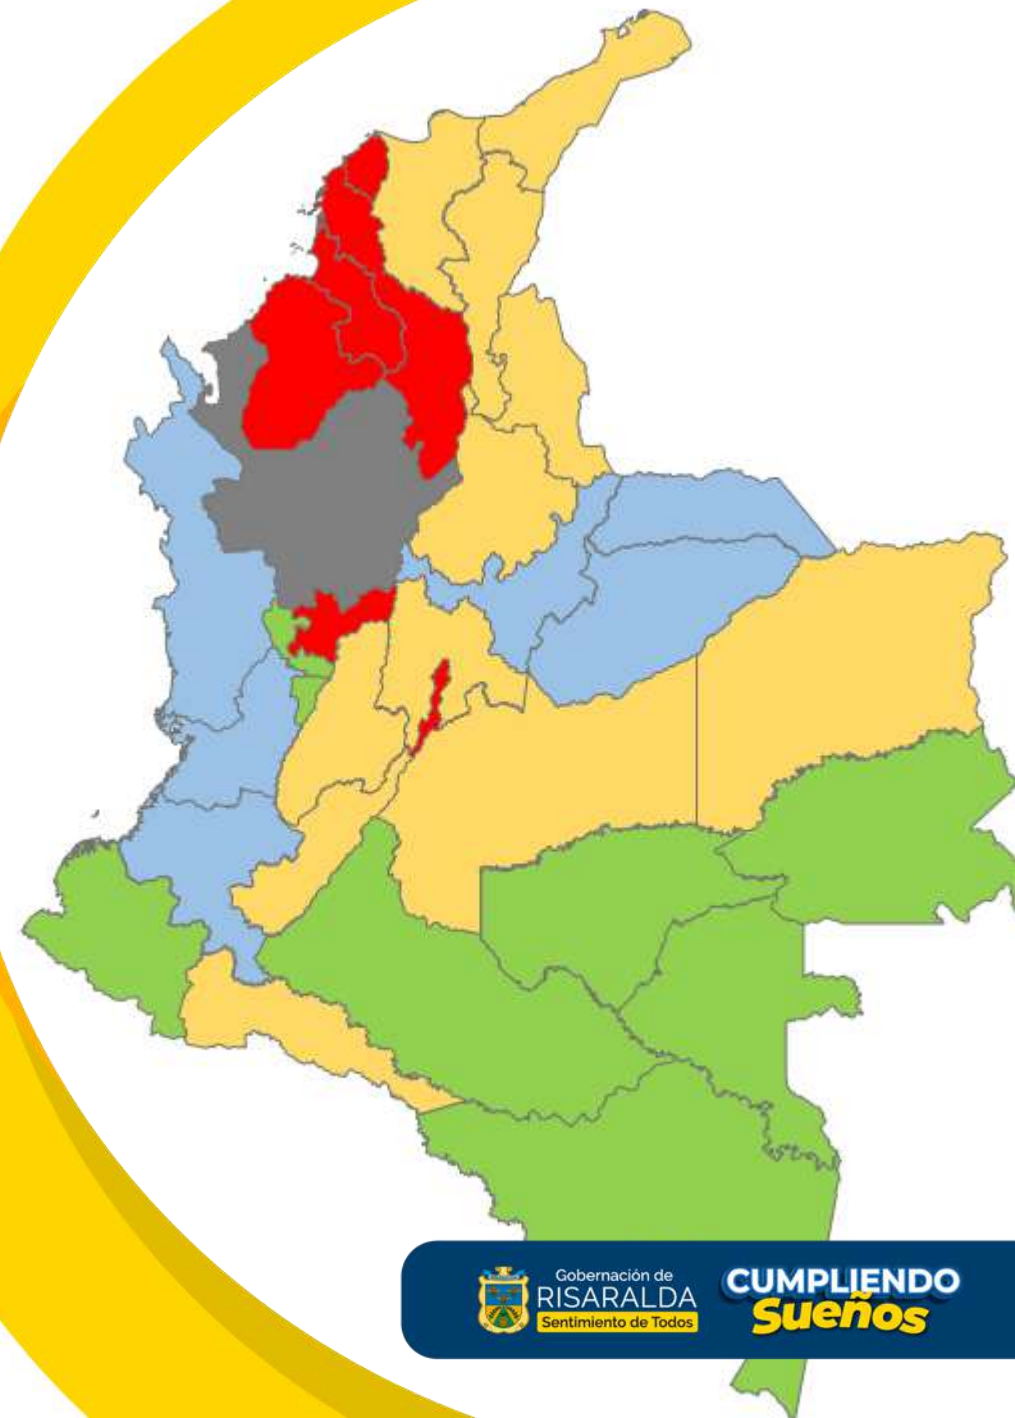 Gobernación de
RISARALDA
Sentimiento de Todos
CUMPLIENDO
Sueños